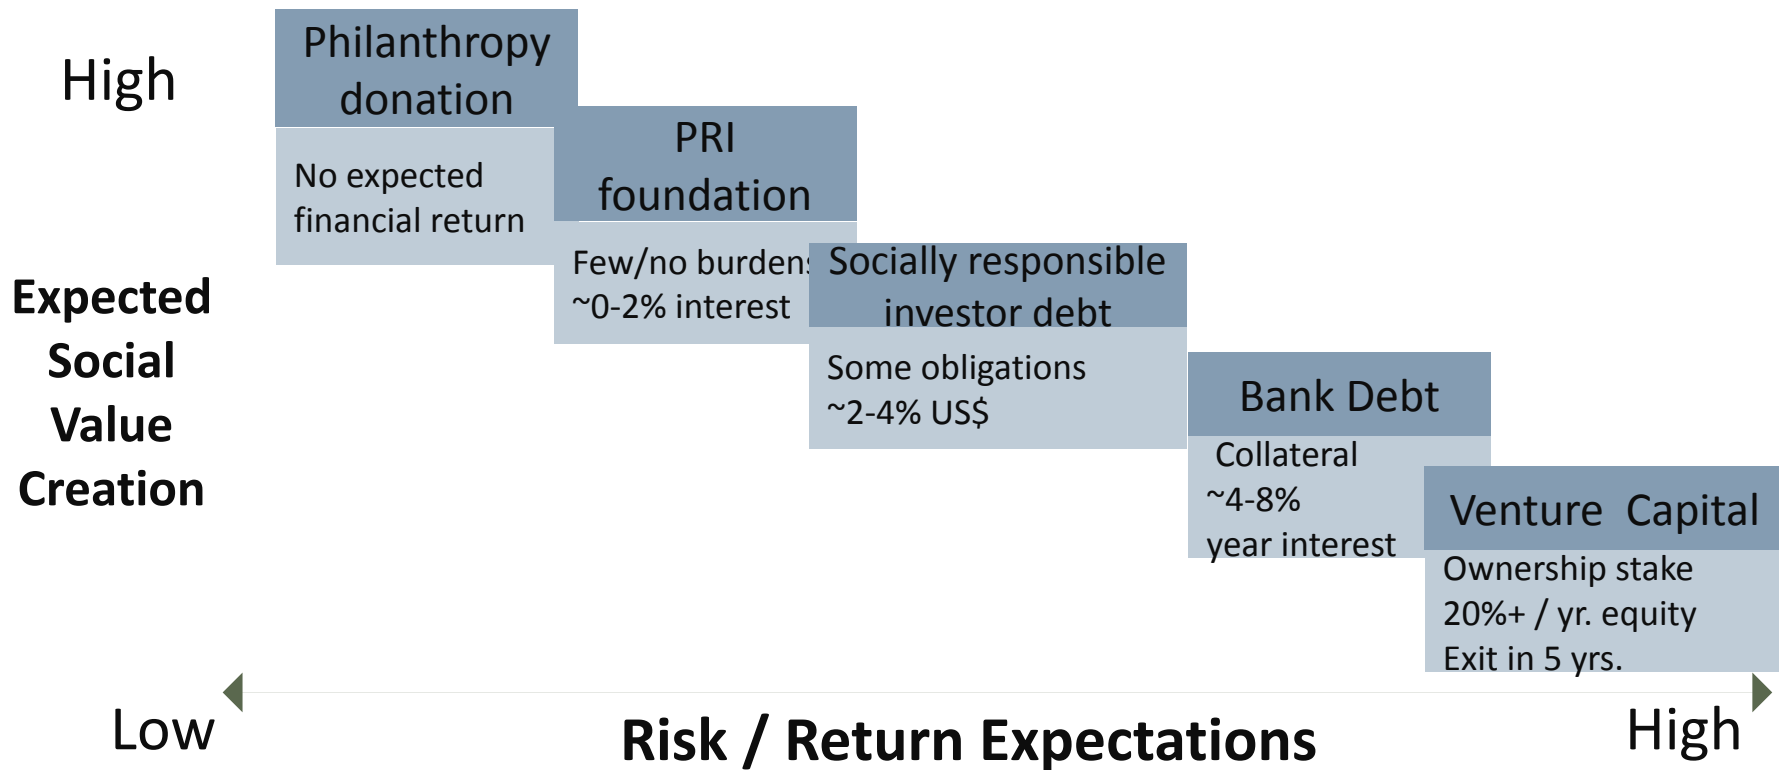 High
Philanthropy
donation
No expected
financial return
PRI
foundation
Few/no burdens
~0-2% interest
Socially responsible
investor debt
Some obligations
~2-4% US$
Bank Debt
Collateral
~4-8%
year interest
Venture Capital
Ownership stake
20%+ / yr. equity
Exit in 5 yrs.
Expected
Social
Value
Creation
Low
Risk / Return Expectations
High